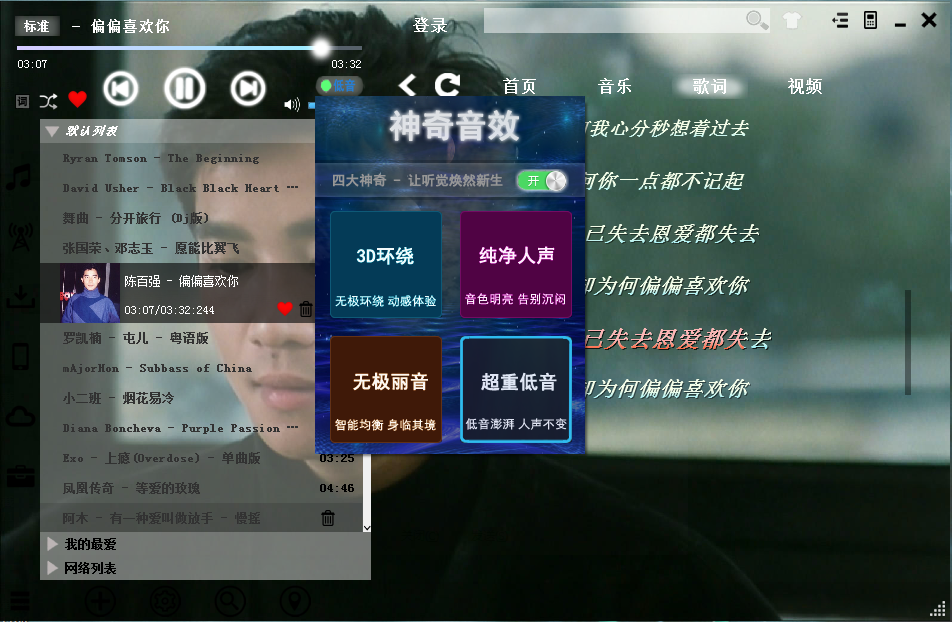 标准
- 偏偏喜欢你
登录
03:07
03:32
词
首页
音乐
歌词
视频
默认列表
Kyran Tomson - The Beginning
David Usher - Black Black Heart ···
舞曲 - 分开旅行 (Dj版)
张国荣、邓志玉 - 愿能比翼飞
陈百强 - 偏偏喜欢你
03:07/03:32:244
罗凯楠 - 屯儿 - 粤语版
mAjorHon - Subbass of China
小二班 - 烟花易冷
Diana Boncheva - Purple Passion ···
Exo - 上瘾(Overdose) - 单曲版
03:25
凤凰传奇 - 等爱的玫瑰
04:46
阿木 - 有一种爱叫做放手 - 慢摇
我的最爱
网络列表
神奇音效
四大神奇 - 让听觉焕然新生
开
3D环绕
无极环绕 动感体验
纯净人声
音色明亮 告别沉闷
无极丽音
智能均衡 身临其境
超重低音
低音澎湃 人声不变
我心分秒想着过去
你一点都不记起
己失去恩爱都失去
为何偏偏喜欢你
己失去恩爱都失去
为何偏偏喜欢你